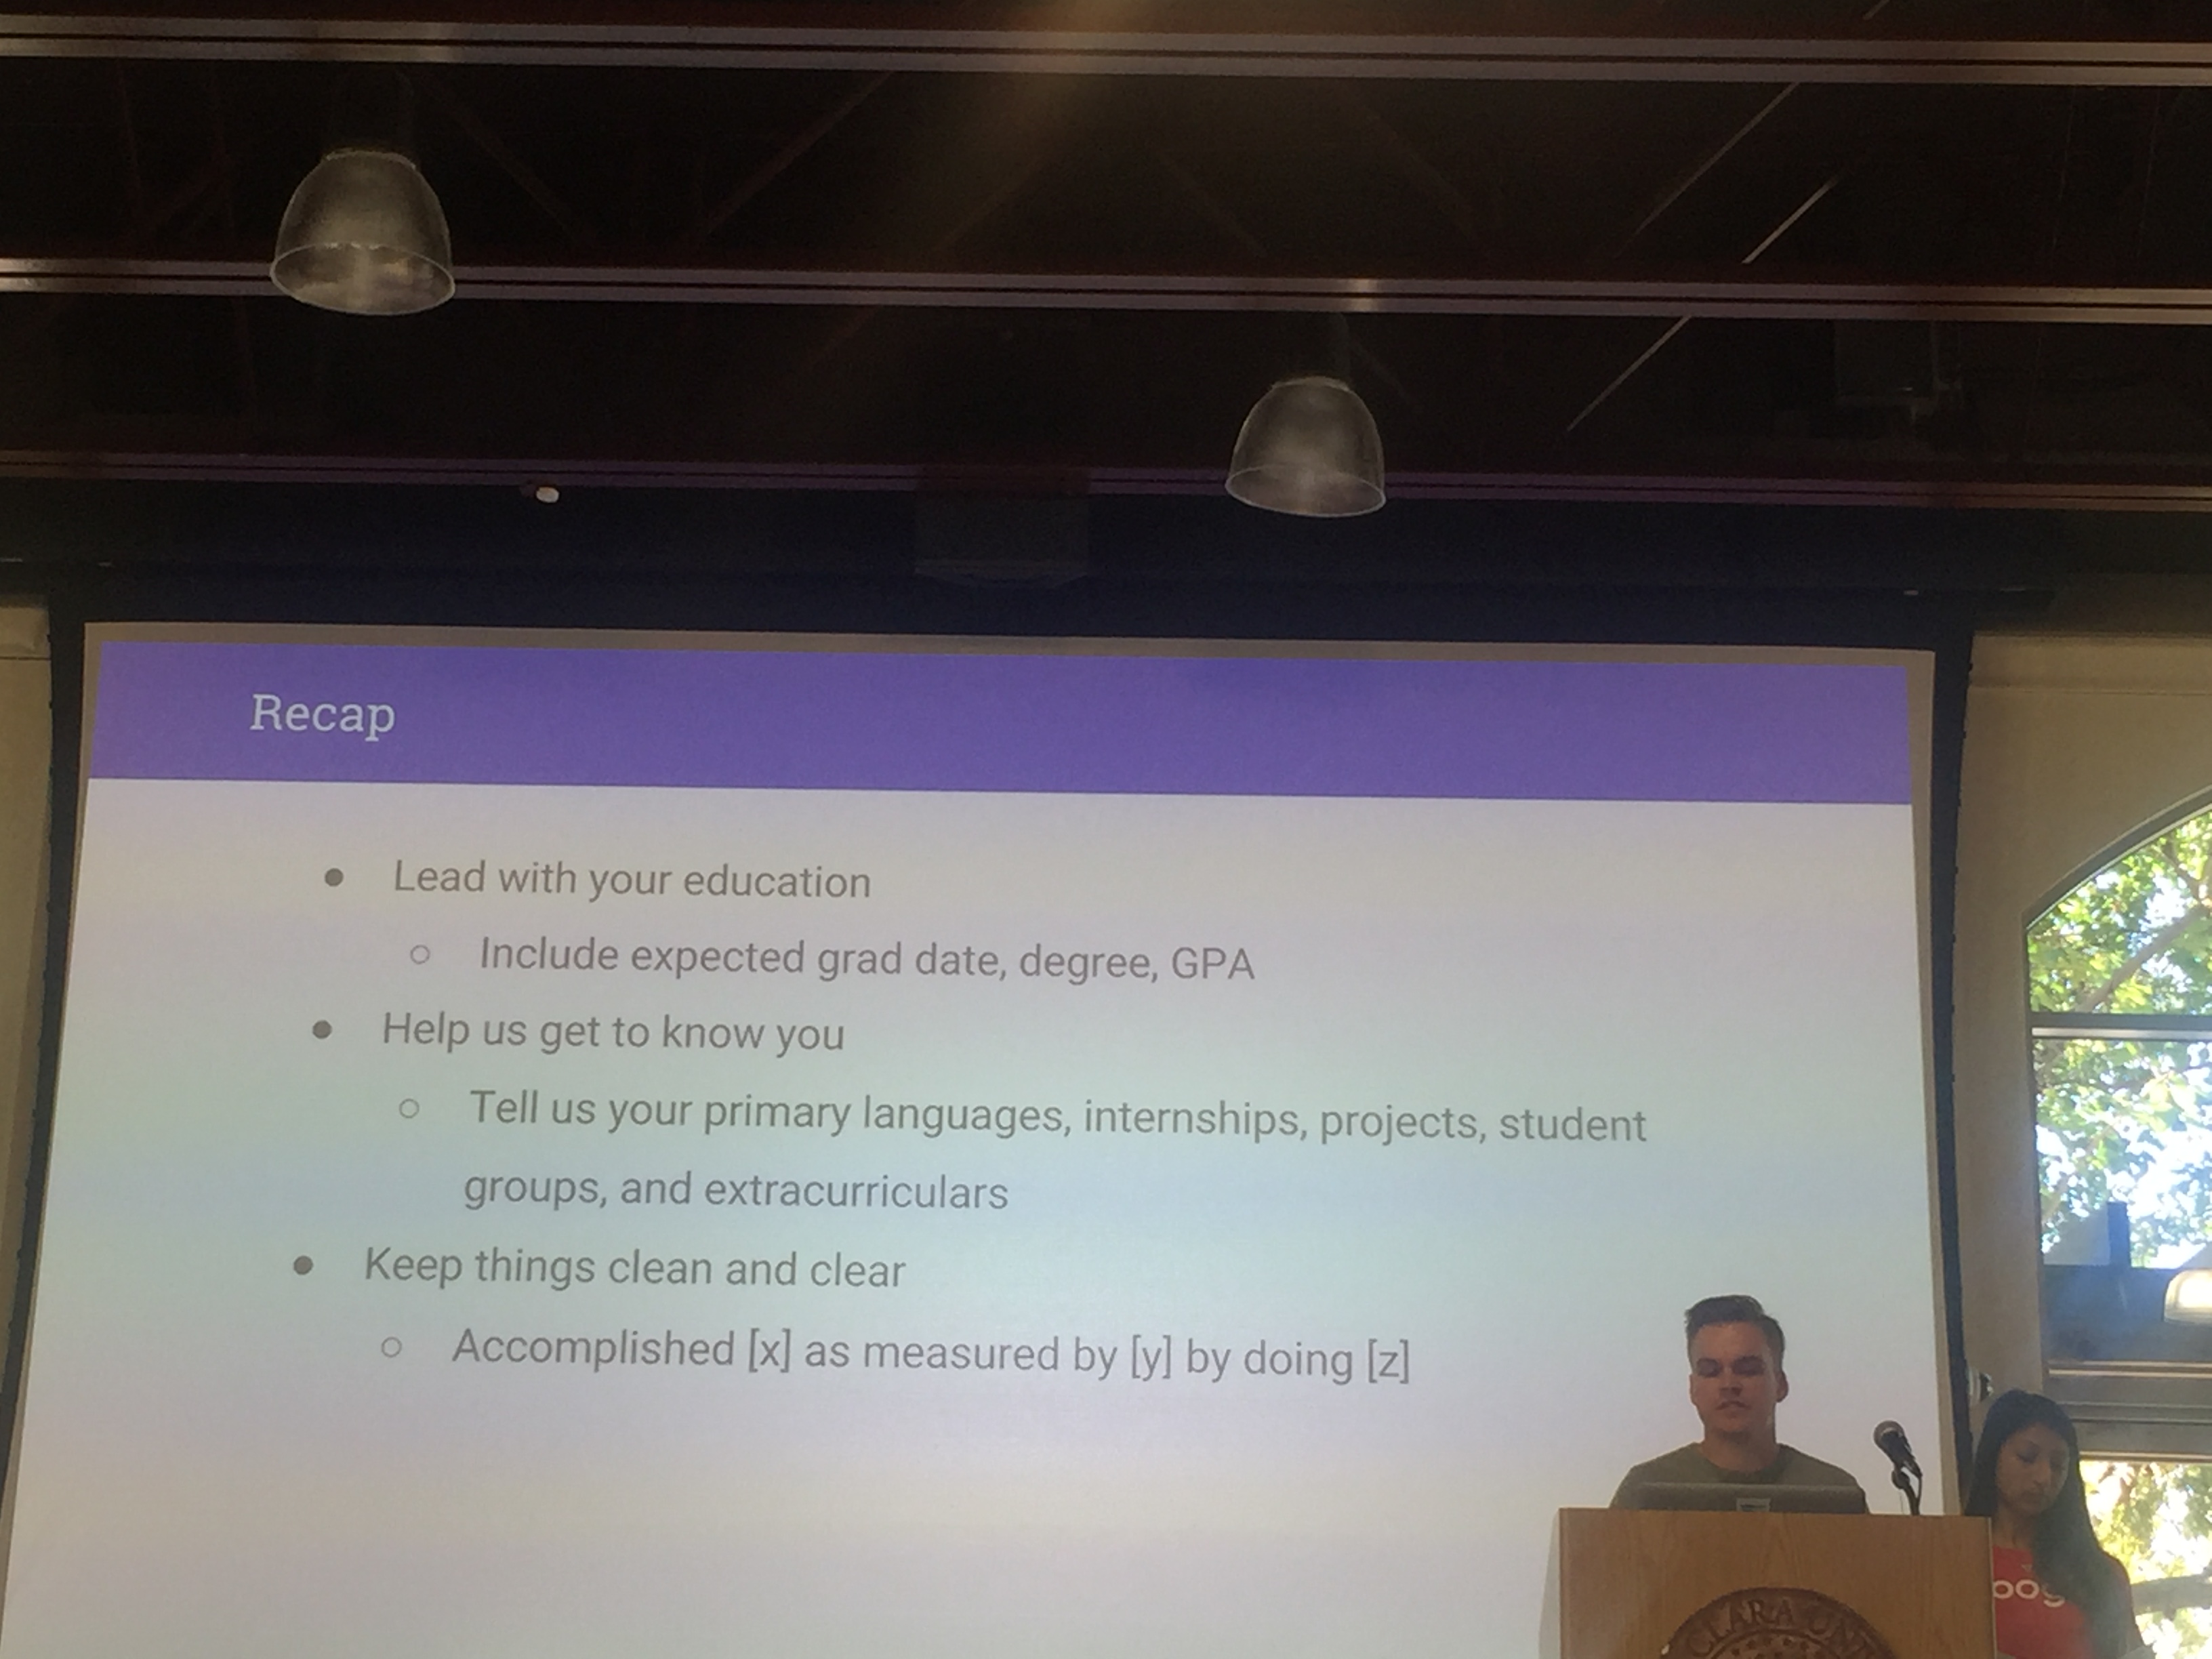 Recap
● Lead with your education
○ Include expected grad date, degree, GPA
● Help us get to know you
○ Tell us your primary languages, internships, projects, student
groups, and extracurriculars
● Keep things clean and clear
○ Accomplished [x] as measured by [y] by doing [z]
CLARA UNI
oog